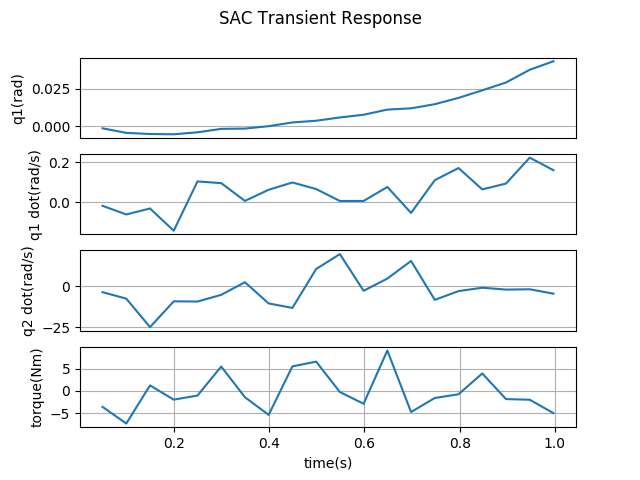 SAC Transient Response
q1(rad)
0.025
0.000
q1 dot(rad/s)
0.2
0.0
q2 dot(rad/s)
0
−25
torque(Nm)
5
0
−5
0.2 0.4 0.6 0.8 1.0
time(s)